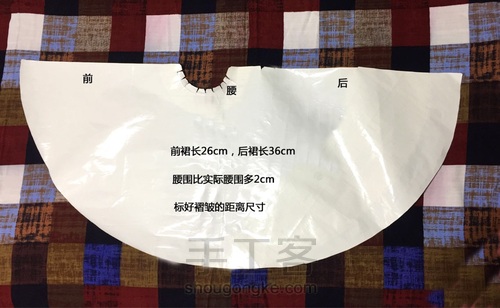 前
腰
后
前裙长26cm，后裙长36cm
腰围比实际腰围多2cm
标好褶皱的距离尺寸
手工客
shougongke.com